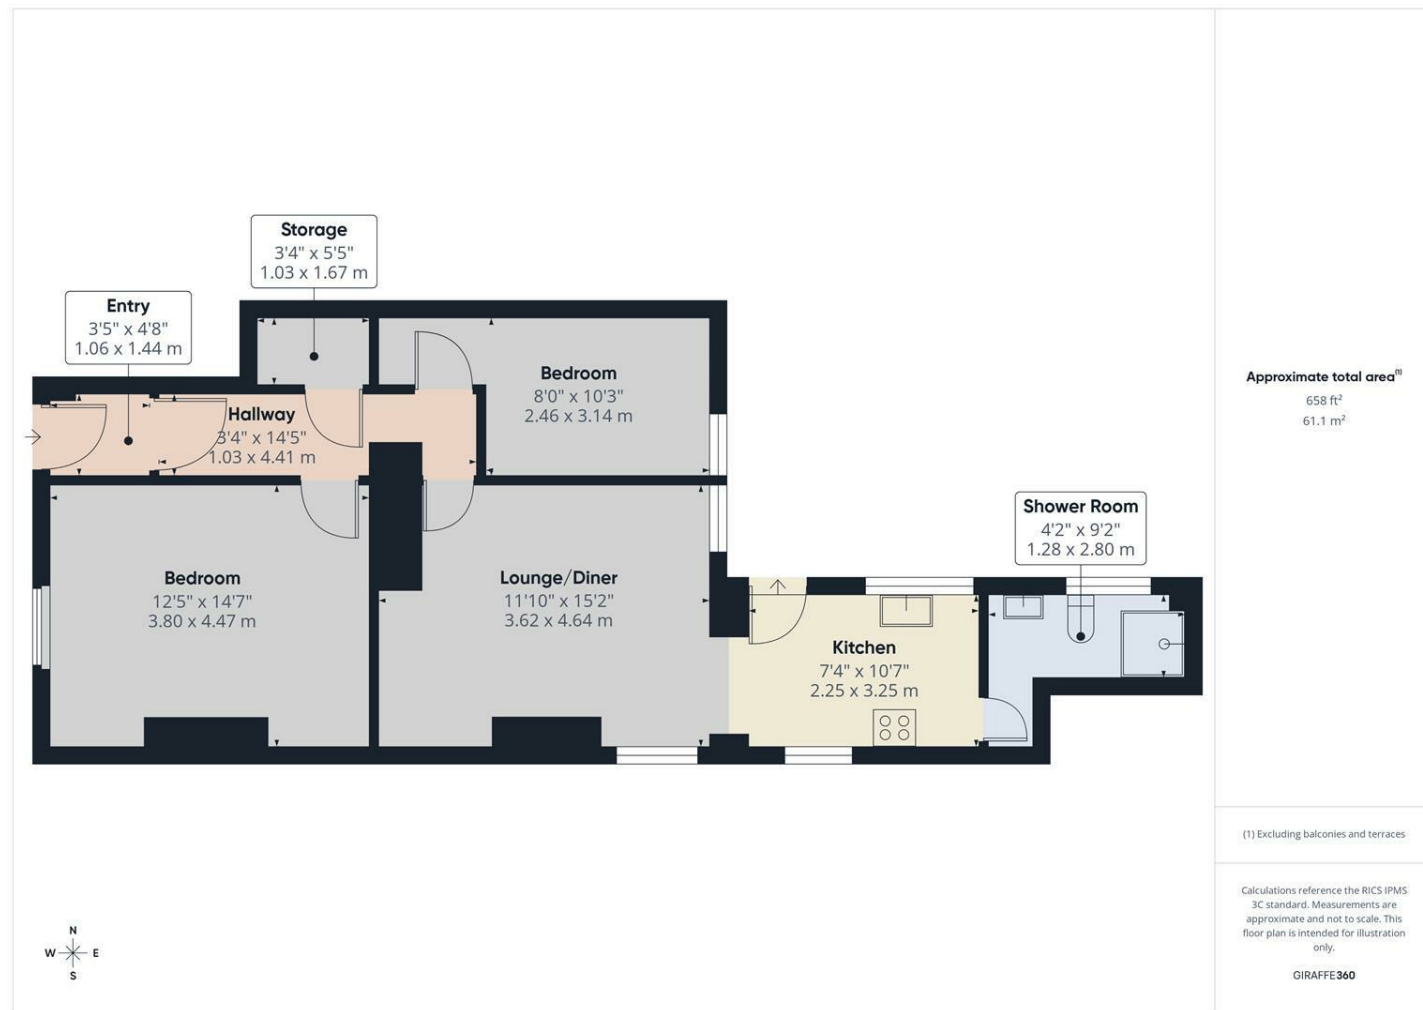 Storage
3'4" x 5'5"
1.03 x 1.67 m
Entry
3'5" x 4'8"
1.06 x 1.44 m
Bedroom
8'0" x 10'3"
2.46 x 3.14 m
Hallway
3'4" x 14'5"
1.03 x 4.41 m
Shower Room
4'2" x 9'2"
1.28 x 2.80 m
Bedroom
12'5" x 14'7"
3.80 x 4.47 m
Lounge/Diner
11'10" x 15'2"
3.62 x 4.64 m
Kitchen
7'4" x 10'7"
2.25 x 3.25 m
N
W E
S
Approximate total area(1)
658 ft²
61.1 m²
(1) Excluding balconies and terraces
Calculations reference the RICS IPMS
3C standard. Measurements are
approximate and not to scale. This
floor plan is intended for illustration
only.
GIRAFFE360